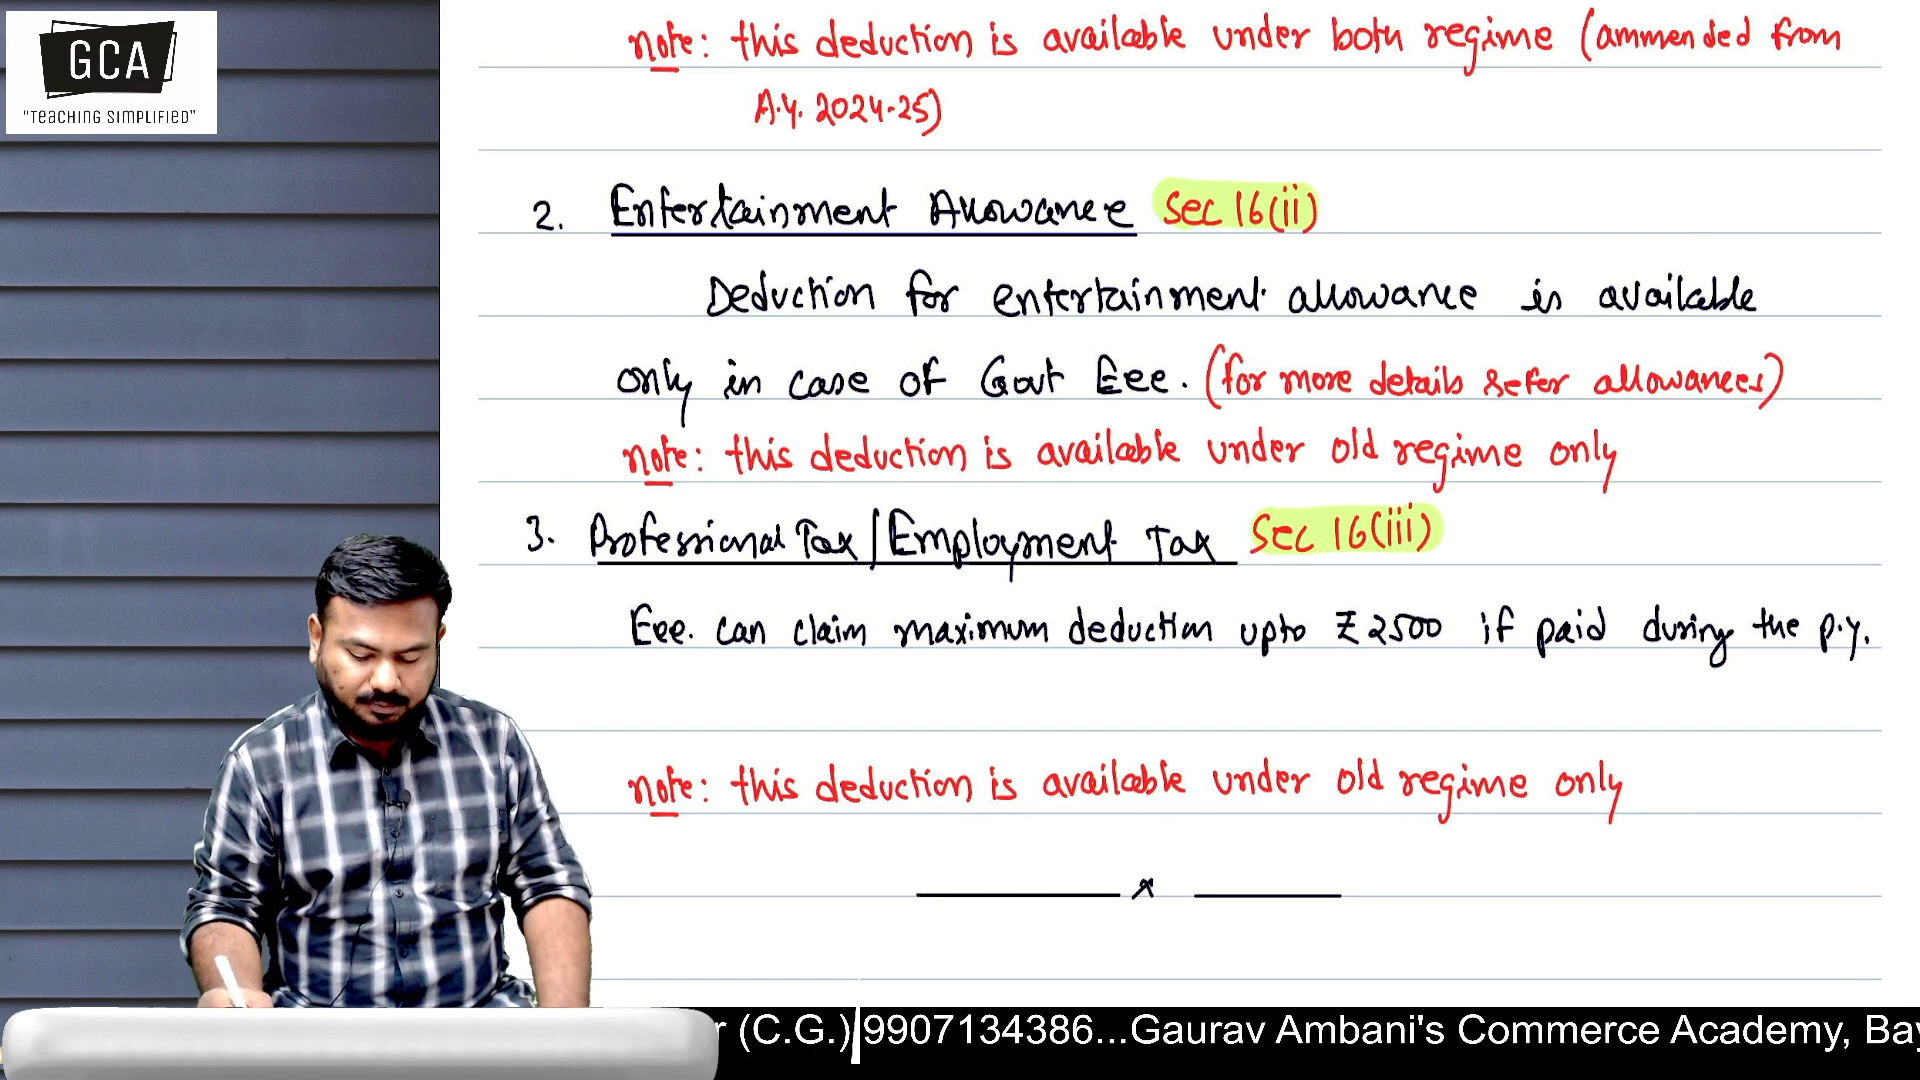 GCA
"TEACHING SIMPLIFIED"
note: this deduction is available under both regime (ammended from
A.Y. 2024-25)
2. Entertainment Allowance Sec 16(ii)
Deduction for entertainment allowance is available
only in case of Govt Eee. (for more details refer allowances)
note: this deduction is available under old regime only
3. Professional Tax/Employment Tax Sec 16(iii)
Eee. can claim maximum deduction upto ₹2500 if paid during the p.y.
note: this deduction is available under old regime only
x
r (C.G.) 9907134386...Gaurav Ambani's Commerce Academy, Bay